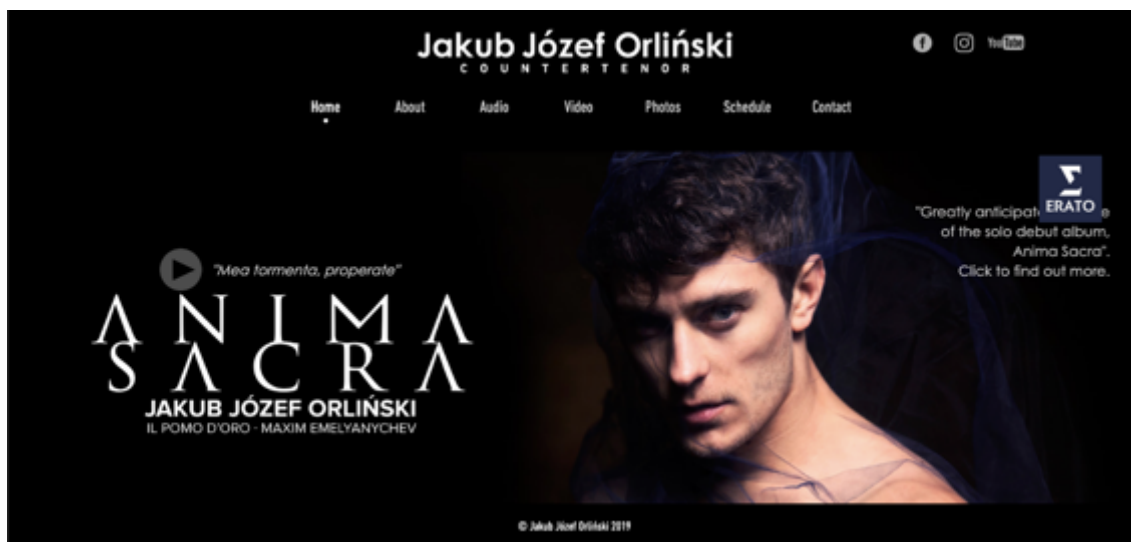 Jakub Józef Orliński
COUNTERTENOR
YouTube
Home About Audio Video Photos Schedule Contact
ERATO
"Greatly anticipat e
of the solo debut album,
Anima Sacra".
Click to find out more.
"Mea tormenta, properate"
ANIMA
SACRA
JAKUB JÓZEF ORLIŃSKI
IL POMO D'ORO - MAXIM EMELYANYCHEV
© Jakub Józef Orliński 2019